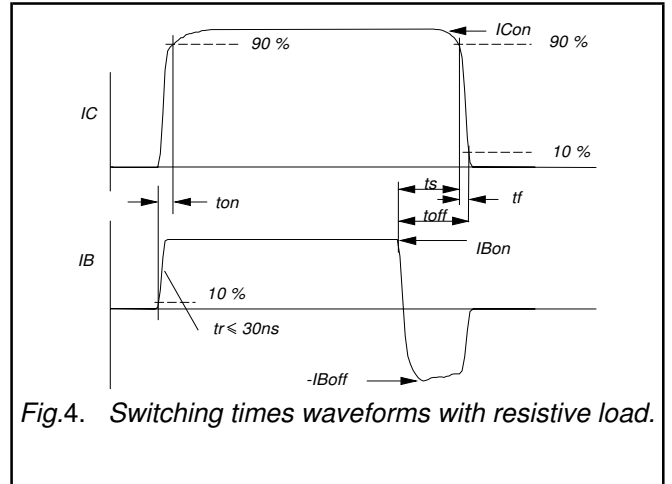 ICon
90 %
90 %
IC
10 %
ts
ton
tf
toff
IB
IBon
10 %
tr ≤ 30ns
-IBoff
Fig.4. Switching times waveforms with resistive load.